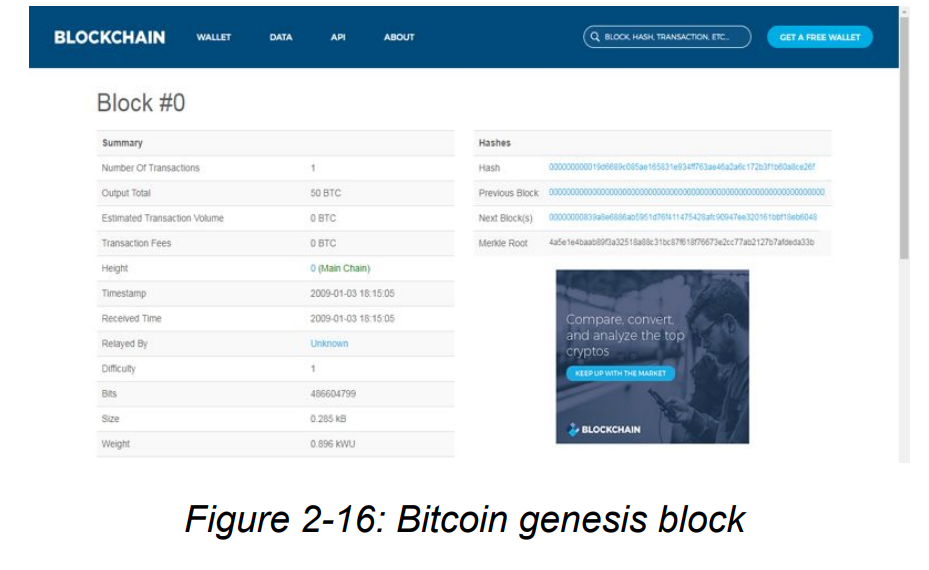 BLOCKCHAIN WALLET DATA API ABOUT BLOCK, HASH, TRANSACTION, ETC... GET A FREE WALLET
Block #0
Summary
Number Of Transactions 1
Output Total 50 BTC
Estimated Transaction Volume 0 BTC
Transaction Fees 0 BTC
Height 0 (Main Chain)
Timestamp 2009-01-03 18:15:05
Received Time 2009-01-03 18:15:05
Relayed By Unknown
Difficulty 1
Bits 486604799
Size 0.285 kB
Weight 0.896 kWU
Hashes
Hash 000000000019d6689c085ae165831e934ff763ae46a2a6c172b3f1b60a8ce26f
Previous Block 0000000000000000000000000000000000000000000000000000000000000000
Next Block(s) 00000000839a8e6886ab5951d76f411475428afc90947ee320161bbf18eb6048
Merkle Root 4a5e1e4baab89f3a32518a88c31bc87f618f76673e2cc77ab2127b7afdeda33b
Compare, convert,
and analyze the top
cryptos
KEEP UP WITH THE MARKET
BLOCKCHAIN
Figure 2-16: Bitcoin genesis block